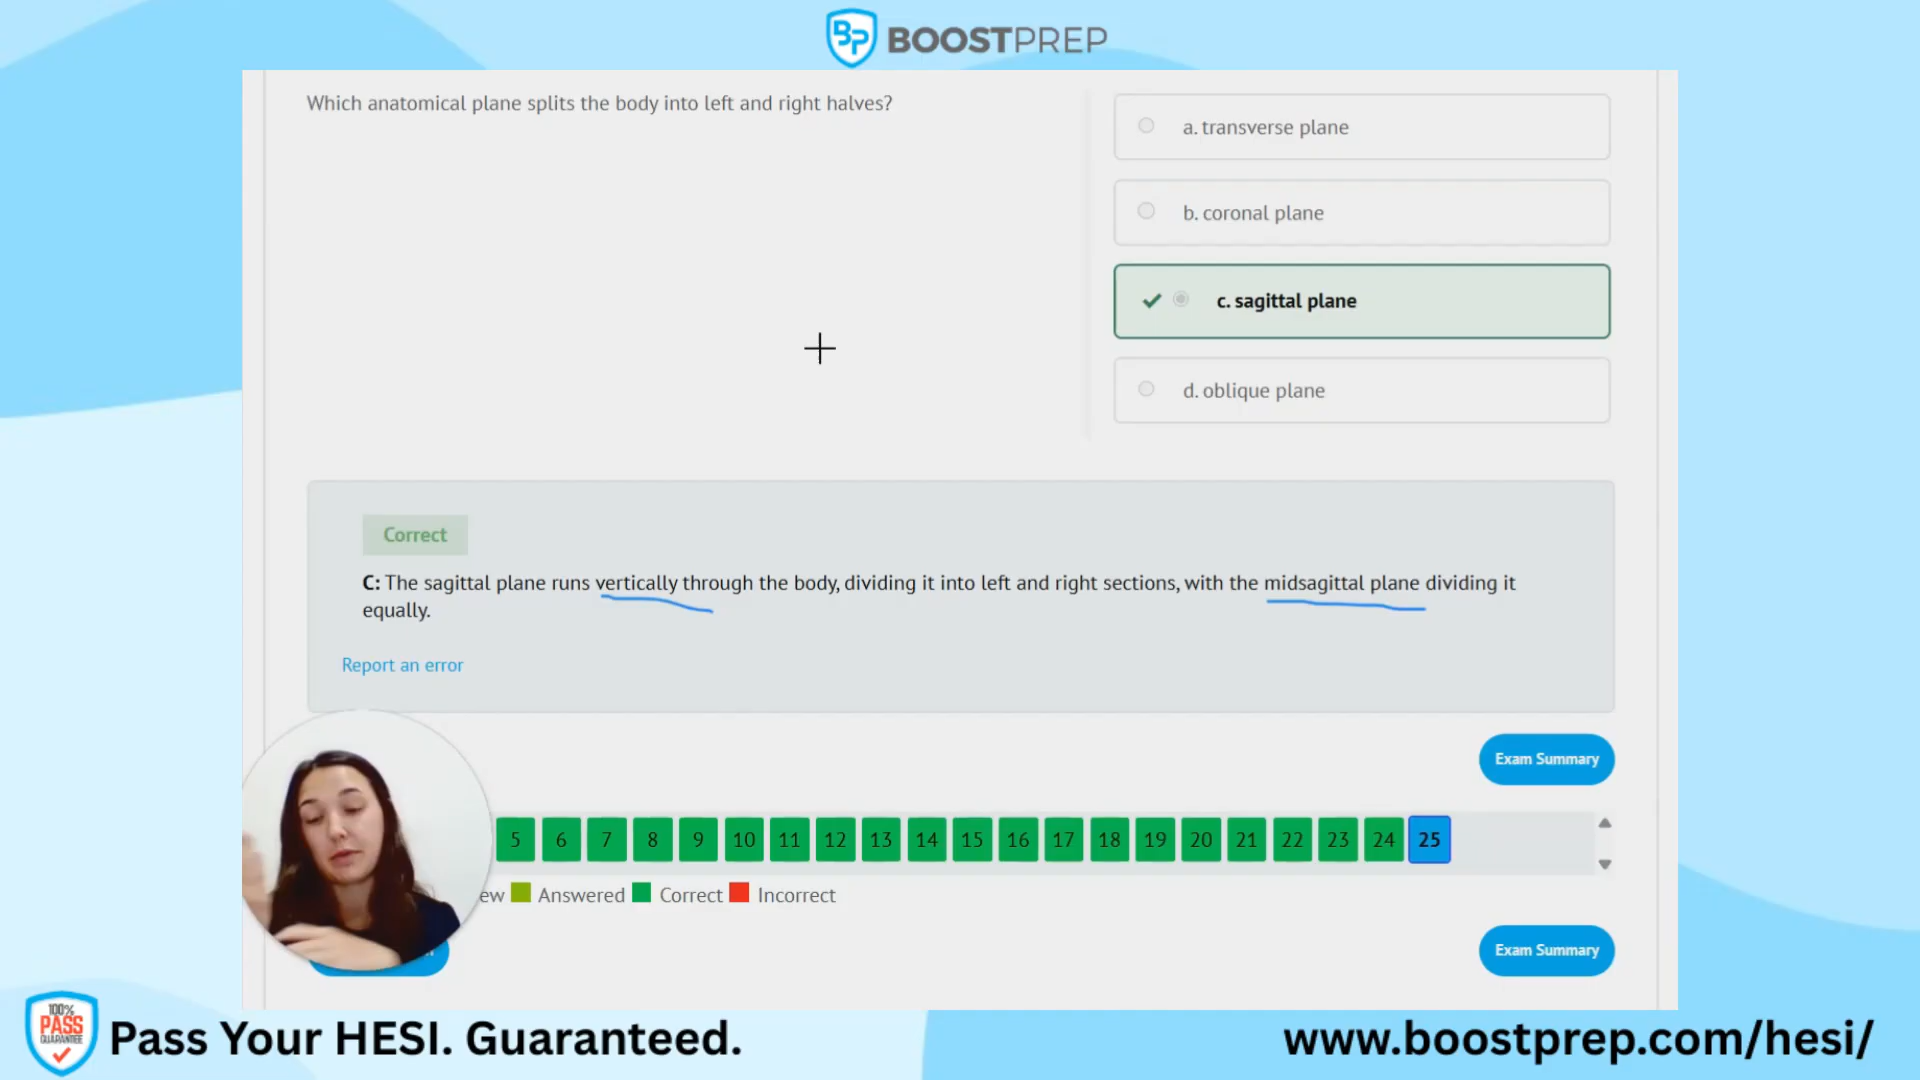 BP BOOSTPREP
Which anatomical plane splits the body into left and right halves?
a. transverse plane
b. coronal plane
c. sagittal plane
d. oblique plane
Correct
C: The sagittal plane runs vertically through the body, dividing it into left and right sections, with the midsagittal plane dividing it
equally.
Report an error
Exam Summary
5 6 7 8 9 10 11 12 13 14 15 16 17 18 19 20 21 22 23 24 25
Answered Correct Incorrect
Exam Summary
100%
PASS
GUARANTEE
Pass Your HESI. Guaranteed.
www.boostprep.com/hesi/